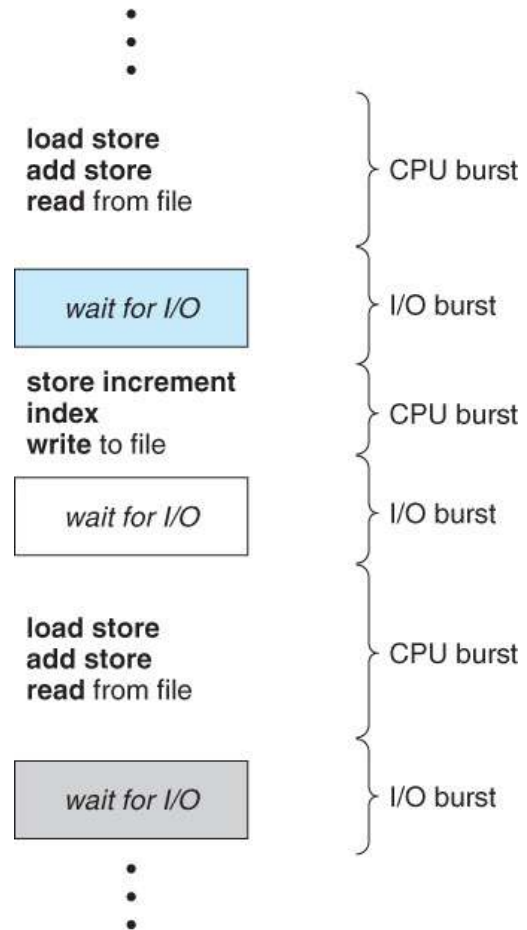 load store
add store
read from file
CPU burst
wait for I/O
I/O burst
store increment
index
write to file
CPU burst
wait for I/O
I/O burst
load store
add store
read from file
CPU burst
wait for I/O
I/O burst